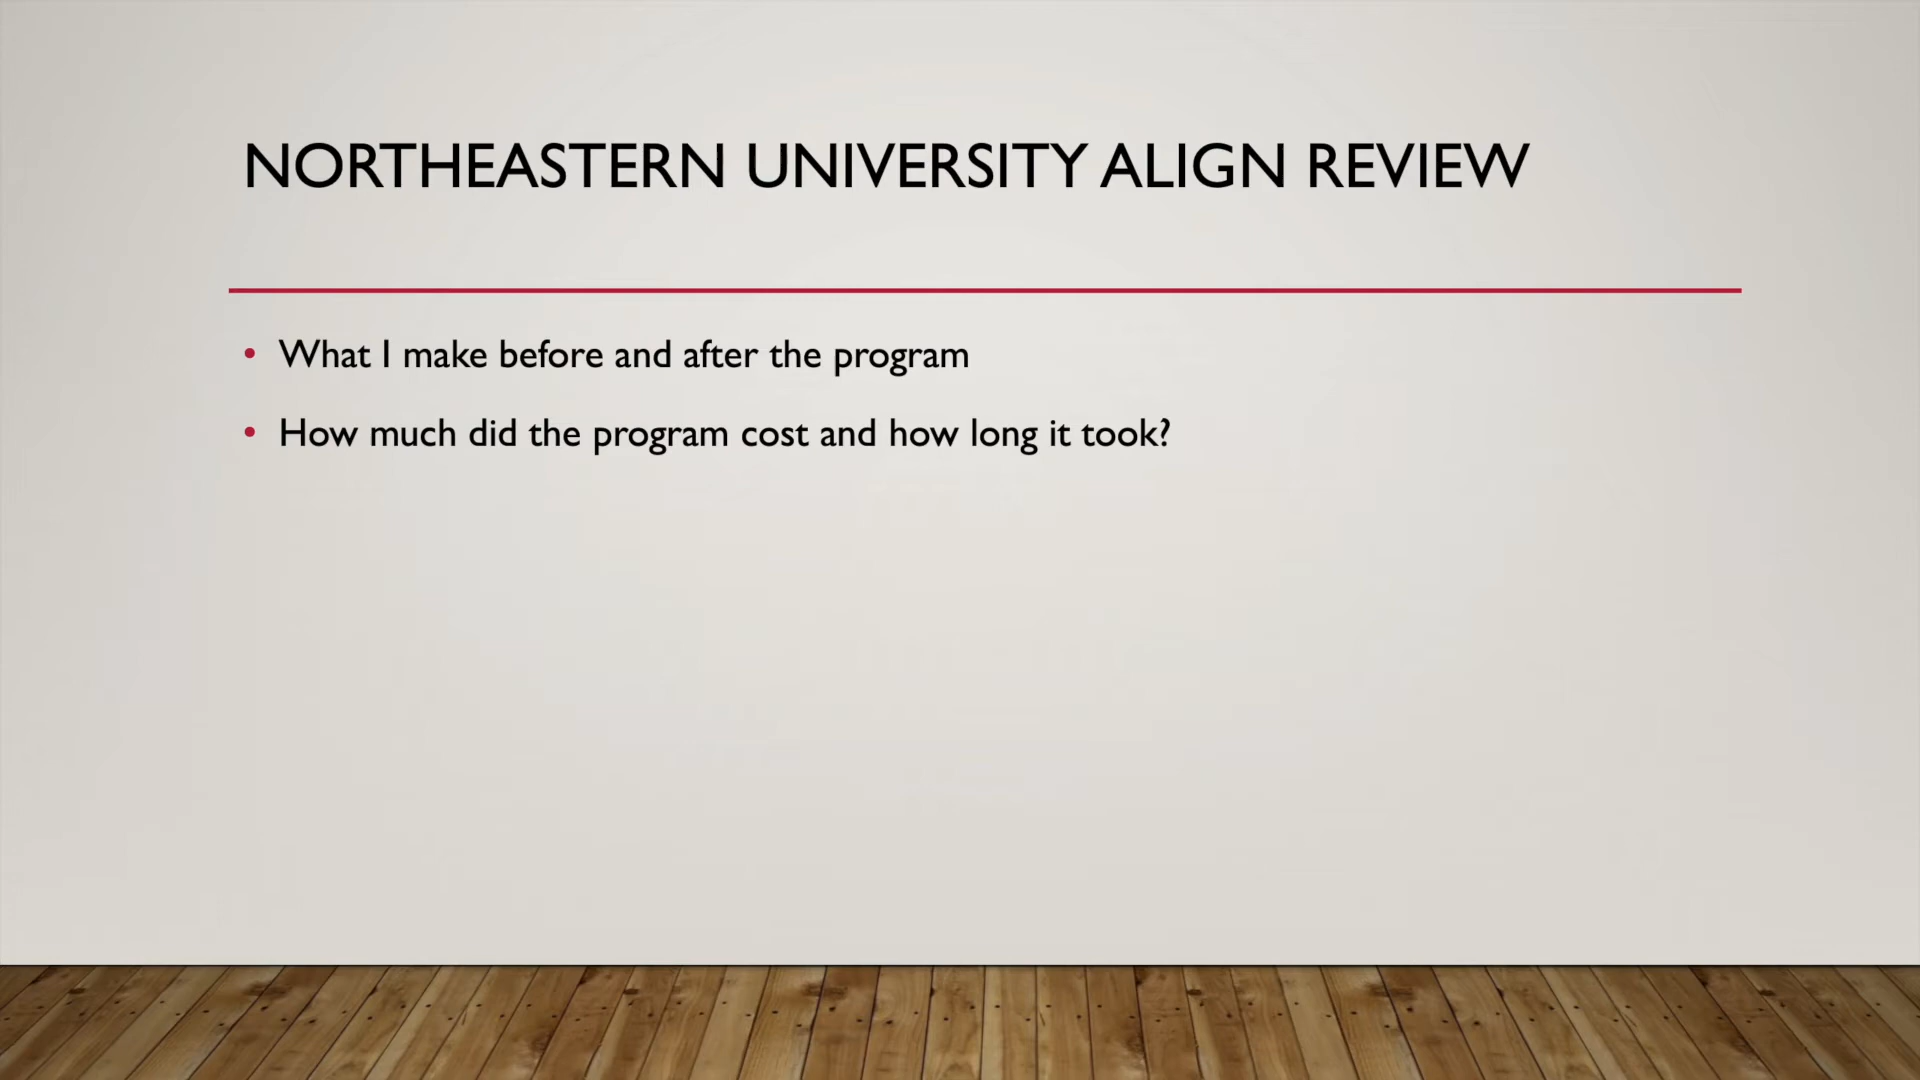 NORTHEASTERN UNIVERSITY ALIGN REVIEW
• What I make before and after the program
• How much did the program cost and how long it took?